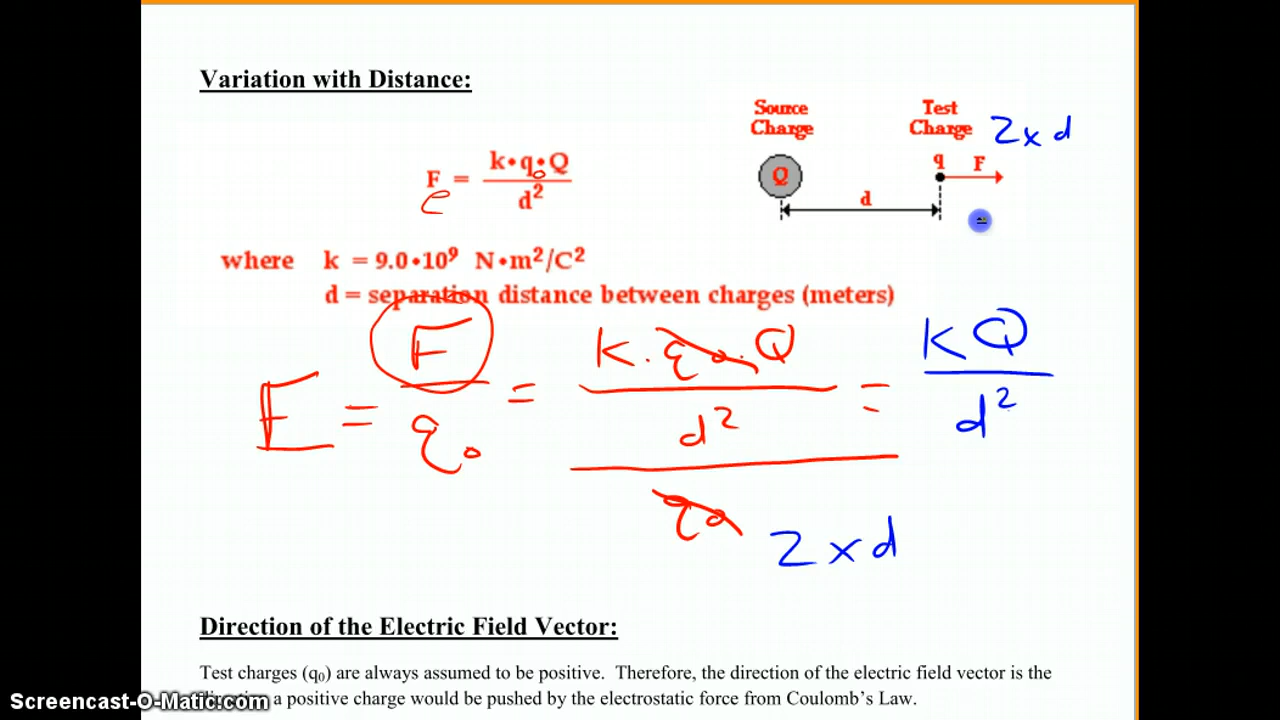 Variation with Distance:
Source Charge
Test Charge
2 x d
Q
q
F
d
F = k•q₀•Q / d²
e
where k = 9.0•10⁹ N•m²/C²
d = separation distance between charges (meters)
E = F / q₀ = k . q₀ . Q / d² / q₀ = k Q / d²
2 x d
Direction of the Electric Field Vector:
Test charges (q₀) are always assumed to be positive. Therefore, the direction of the electric field vector is the
a positive charge would be pushed by the electrostatic force from Coulomb's Law.
Screencast-O-Matic.com